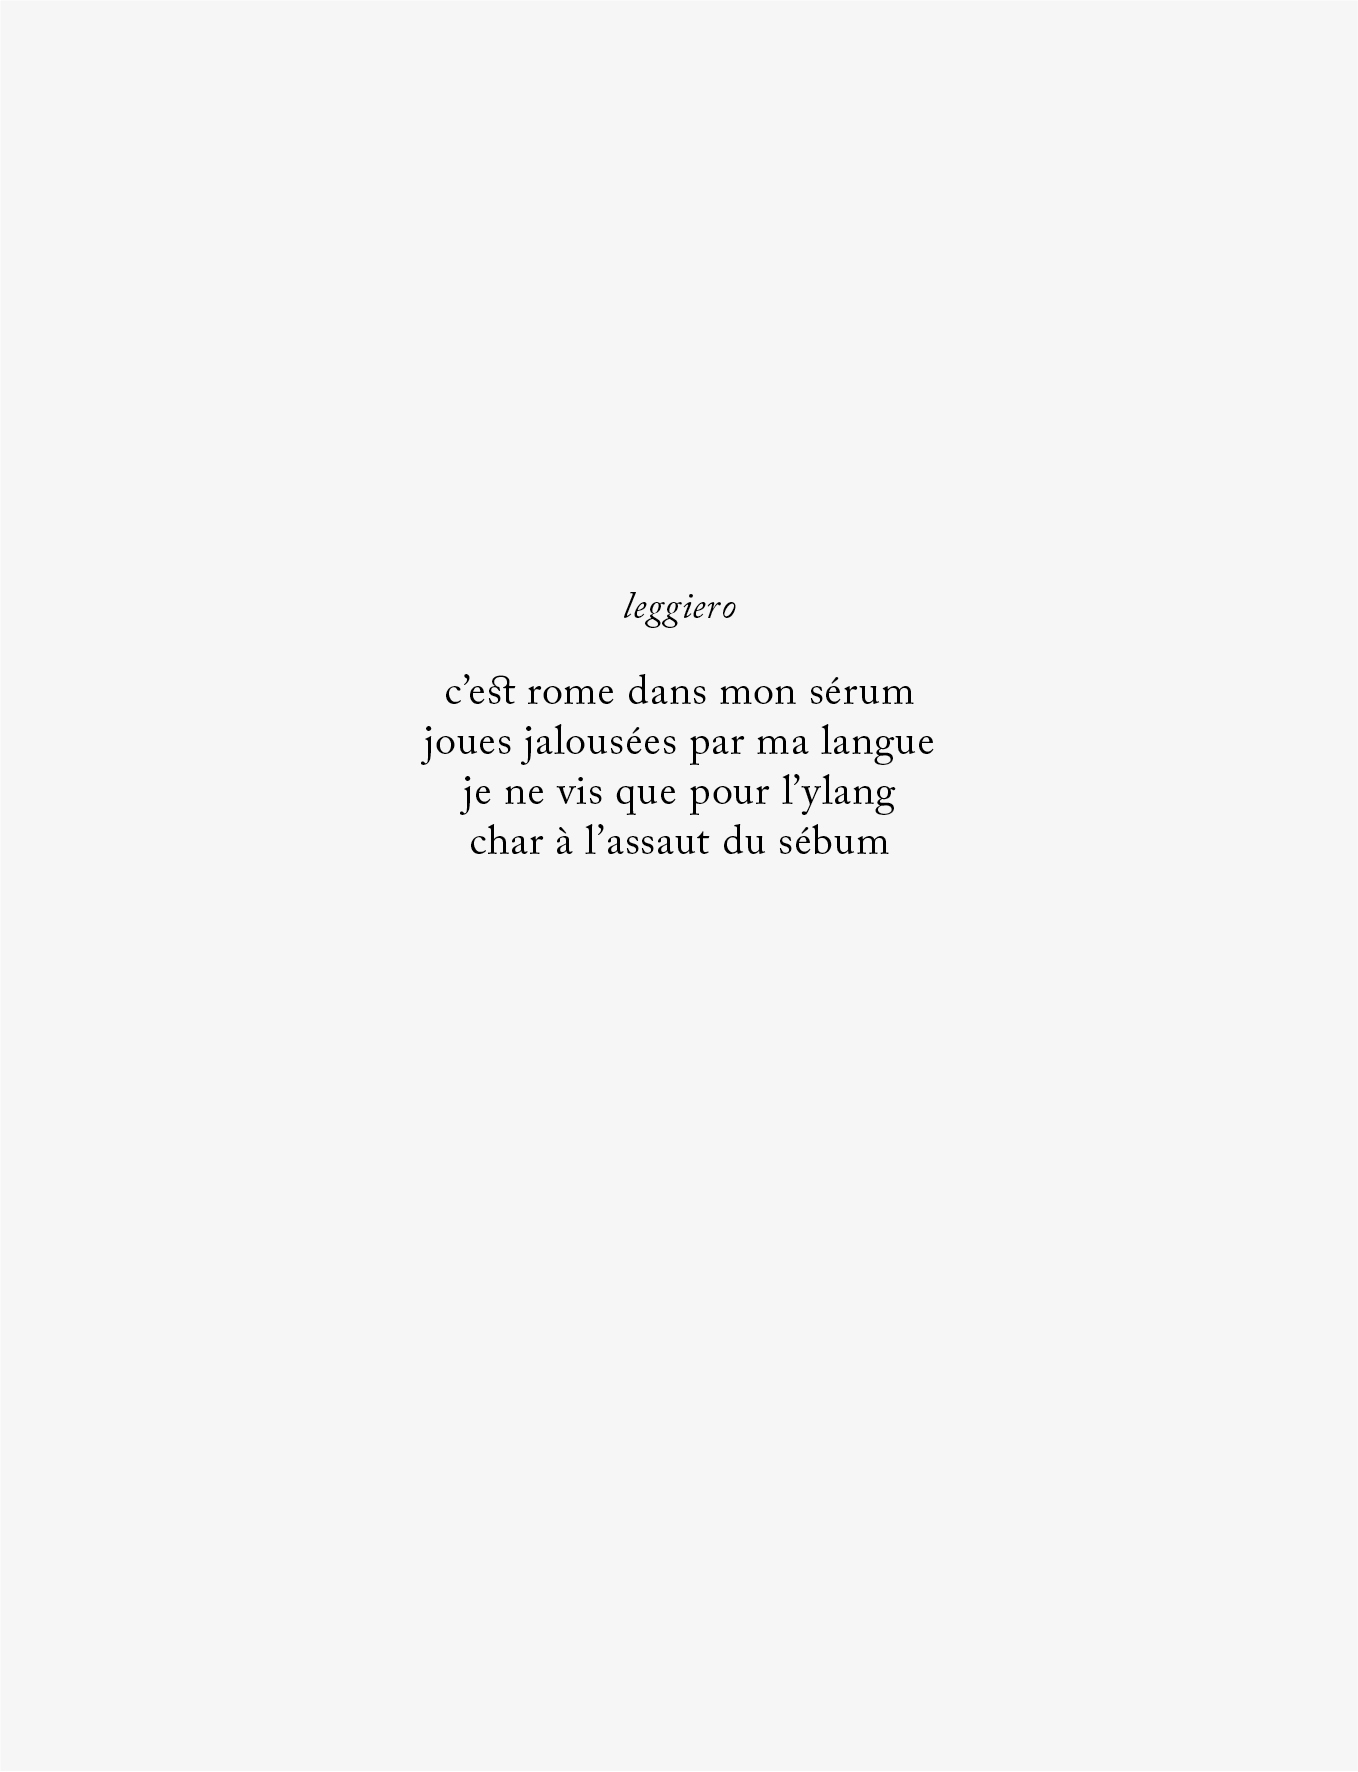 leggiero
c’est rome dans mon sérum
joues jalousées par ma langue
je ne vis que pour l’ylang
char à l’assaut du sébum